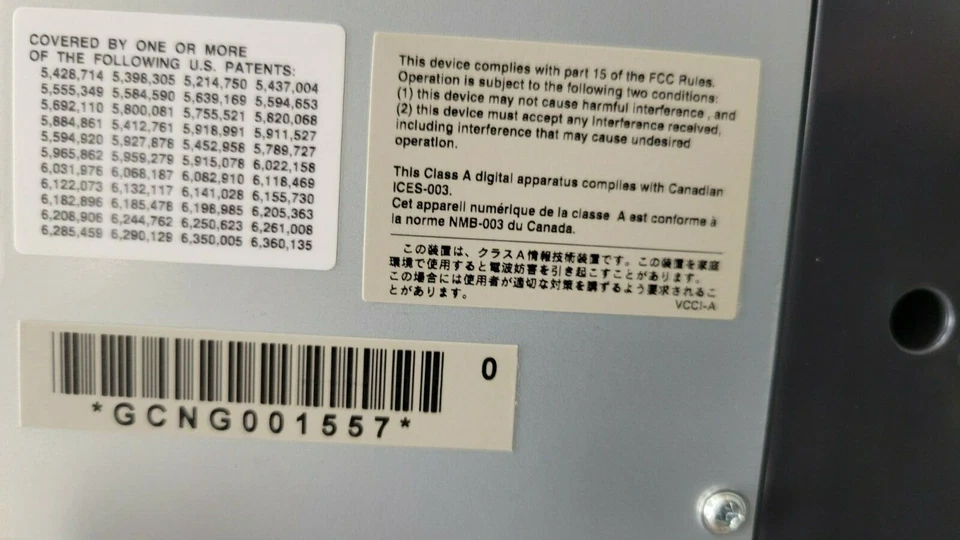 COVERED BY ONE OR MORE
OF THE FOLLOWING U.S. PATENTS:
5,428,714 5,398,305 5,214,750 5,437,004
5,555,349 5,584,590 5,639,169 5,594,653
5,692,110 5,800,081 5,755,521 5,820,068
5,884,861 5,412,761 5,918,991 5,911,527
5,594,920 5,927,878 5,452,958 5,789,727
5,965,862 5,959,279 5,915,078 6,022,158
6,031,976 6,068,187 6,082,910 6,118,469
6,122,073 6,132,117 6,141,028 6,155,730
6,182,896 6,185,478 6,198,985 6,205,363
6,208,906 6,244,762 6,250,623 6,261,008
6,285,459 6,290,129 6,350,005 6,360,135
This device complies with part 15 of the FCC Rules.
Operation is subject to the following two conditions:
(1) this device may not cause harmful interference , and
(2) this device must accept any interference received,
including interference that may cause undesired
operation.
This Class A digital apparatus complies with Canadian
ICES-003.
Cet appareil numérique de la classe A est conforme à
la norme NMB-003 du Canada.
この装置は、クラスA情報技術装置です。この装置を家庭
環境で使用すると電波妨害を引き起こすことがあります。
この場合には使用者が適切な対策を講ずるよう要求されるこ
とがあります。
VCCI-A
0
*GCNG001557*